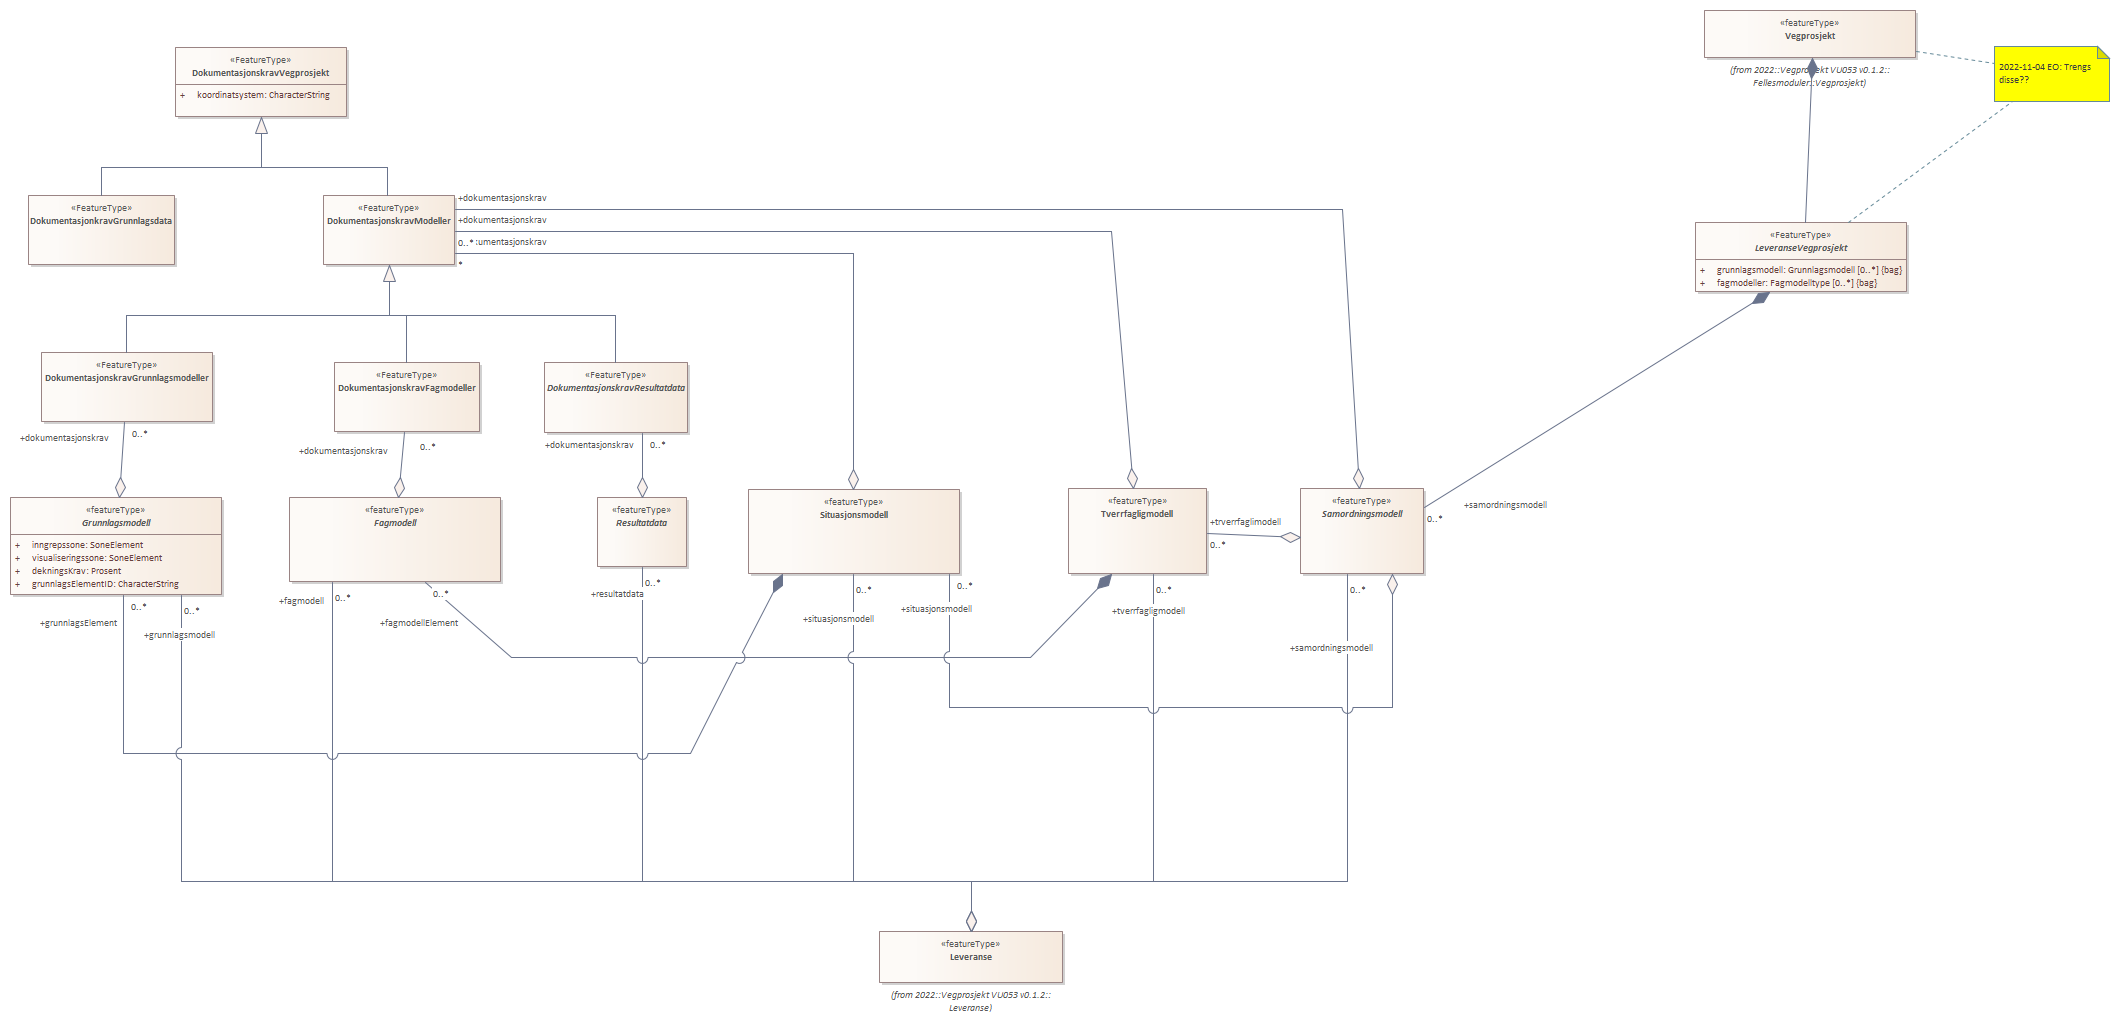 «featureType»
Vegprosjekt
(from 2022::Vegprosjekt VU053 v0.1.2::
Fellesmoduler::Vegprosjekt)
2022-11-04 EO: Trengs
disse??
«FeatureType»
DokumentasjonskravVegprosjekt
+ koordinatsystem: CharacterString
«FeatureType»
DokumentasjonkravGrunnlagsdata
«FeatureType»
DokumentasjonskravModeller
+dokumentasjonskrav
+dokumentasjonskrav
0..* :umentasjonskrav
*
«FeatureType»
LeveranseVegprosjekt
+ grunnlagsmodell: Grunnlagsmodell [0..*] {bag}
+ fagmodeller: Fagmodelltype [0..*] {bag}
«FeatureType»
DokumentasjonskravGrunnlagsmodeller
«FeatureType»
DokumentasjonskravFagmodeller
«FeatureType»
DokumentasjonskravResultatdata
+dokumentasjonskrav
0..*
+dokumentasjonskrav
0..*
+dokumentasjonskrav
0..*
«featureType»
Grunnlagsmodell
+ inngrepssone: SoneElement
+ visualiseringssone: SoneElement
+ dekningsKrav: Prosent
+ grunnlagsElementID: CharacterString
«featureType»
Fagmodell
«featureType»
Resultatdata
«featureType»
Situasjonsmodell
«featureType»
Tverrfagligmodell
«featureType»
Samordningsmodell
+trverrfaglimodell
0..*
+samordningsmodell
0..*
0..*
+grunnlagsElement
0..*
+grunnlagsmodell
+fagmodell
0..*
0..*
+fagmodellElement
0..*
+resultatdata
0..*
+situasjonsmodell
0..*
+situasjonsmodell
0..*
+tverrfagligmodell
0..*
+samordningsmodell
«featureType»
Leveranse
(from 2022::Vegprosjekt VU053 v0.1.2::
Leveranse)